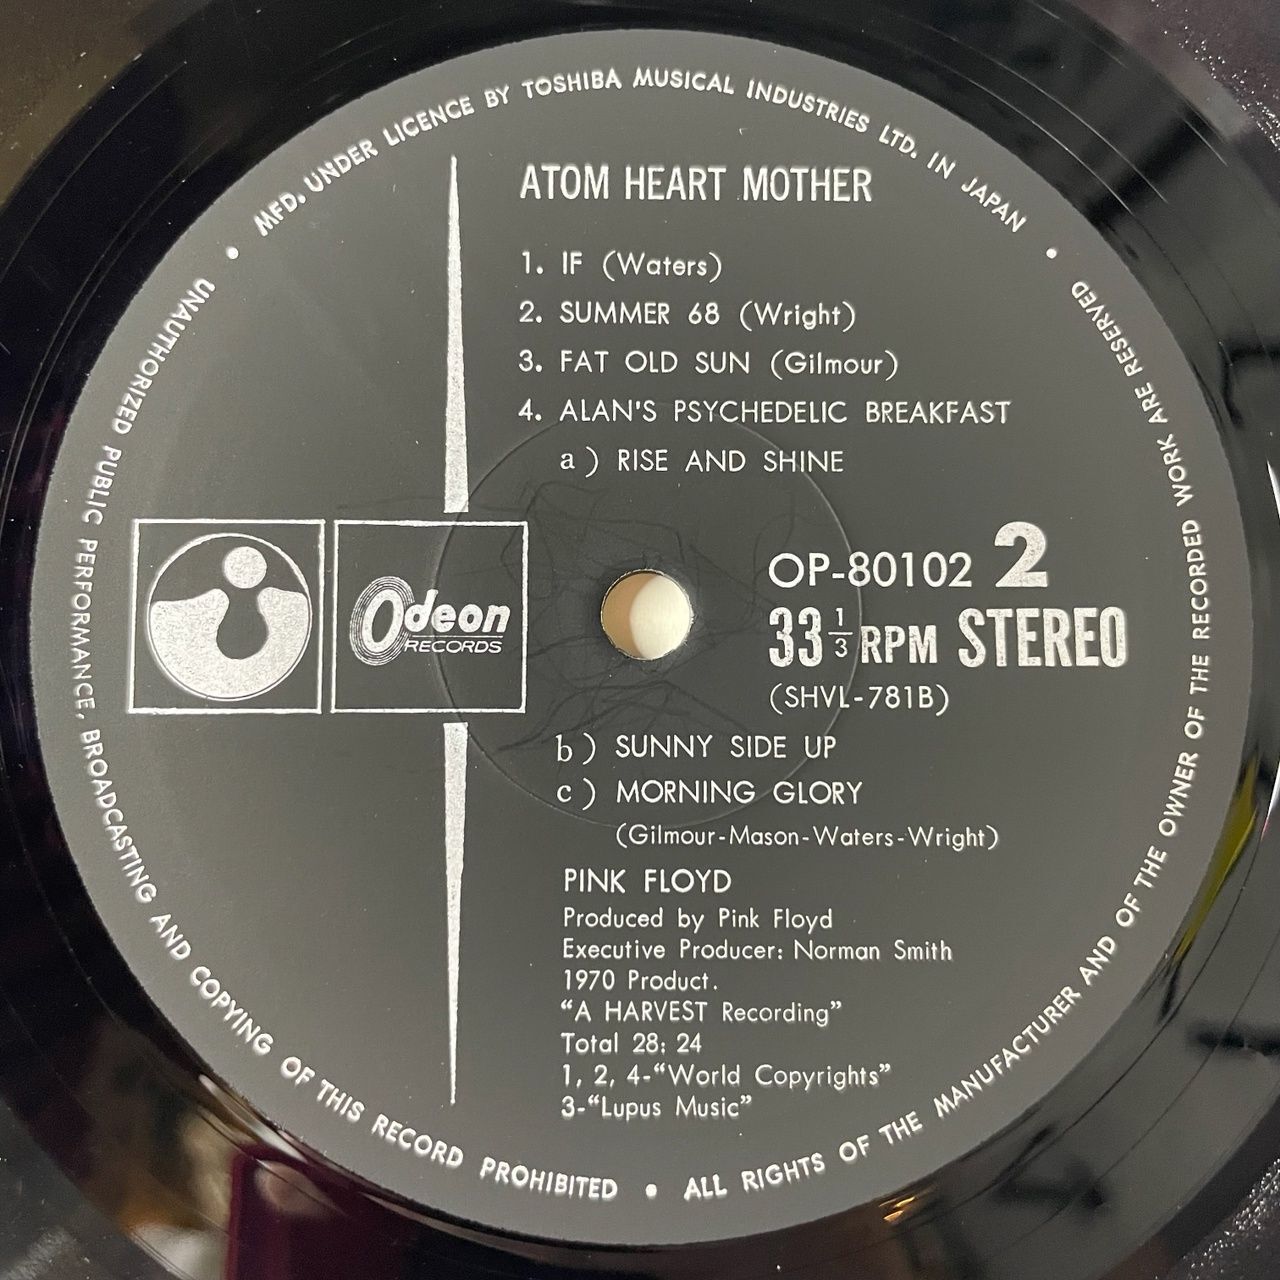 MFD. UNDER LICENCE BY TOSHIBA MUSICAL INDUSTRIES LTD. IN JAPAN
ATOM HEART MOTHER
1. IF (Waters)
2. SUMMER 68 (Wright)
3. FAT OLD SUN (Gilmour)
4. ALAN'S PSYCHEDELIC BREAKFAST
a) RISE AND SHINE
Odeon
RECORDS
OP-80102 2
33 1/3 RPM STEREO
(SHVL-781B)
b) SUNNY SIDE UP
c) MORNING GLORY
(Gilmour-Mason-Waters-Wright)
PINK FLOYD
Produced by Pink Floyd
Executive Producer: Norman Smith
1970 Product.
“A HARVEST Recording”
Total 28: 24
1, 2, 4-“World Copyrights”
3-“Lupus Music”
UNAUTHORIZED PUBLIC PERFORMANCE, BROADCASTING AND COPYING OF THIS RECORD PROHIBITED • ALL RIGHTS OF THE MANUFACTURER AND OF THE OWNER OF THE RECORDED WORK ARE RESERVED